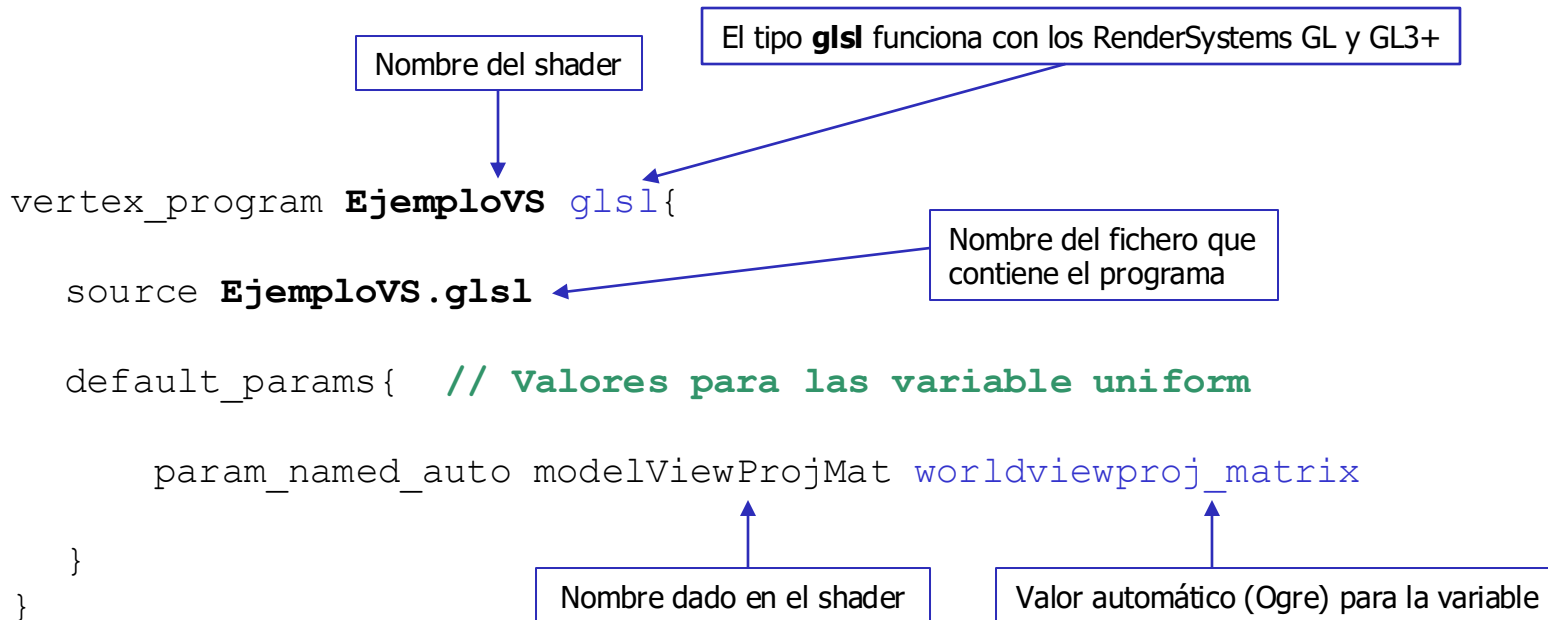 El tipo glsl funciona con los RenderSystems GL y GL3+
Nombre del shader
vertex_program EjemploVS glsl{
Nombre del fichero que
contiene el programa
source EjemploVS.glsl
default_params{ // Valores para las variable uniform
param_named_auto modelViewProjMat worldviewproj_matrix
}
Nombre dado en el shader
Valor automático (Ogre) para la variable
}